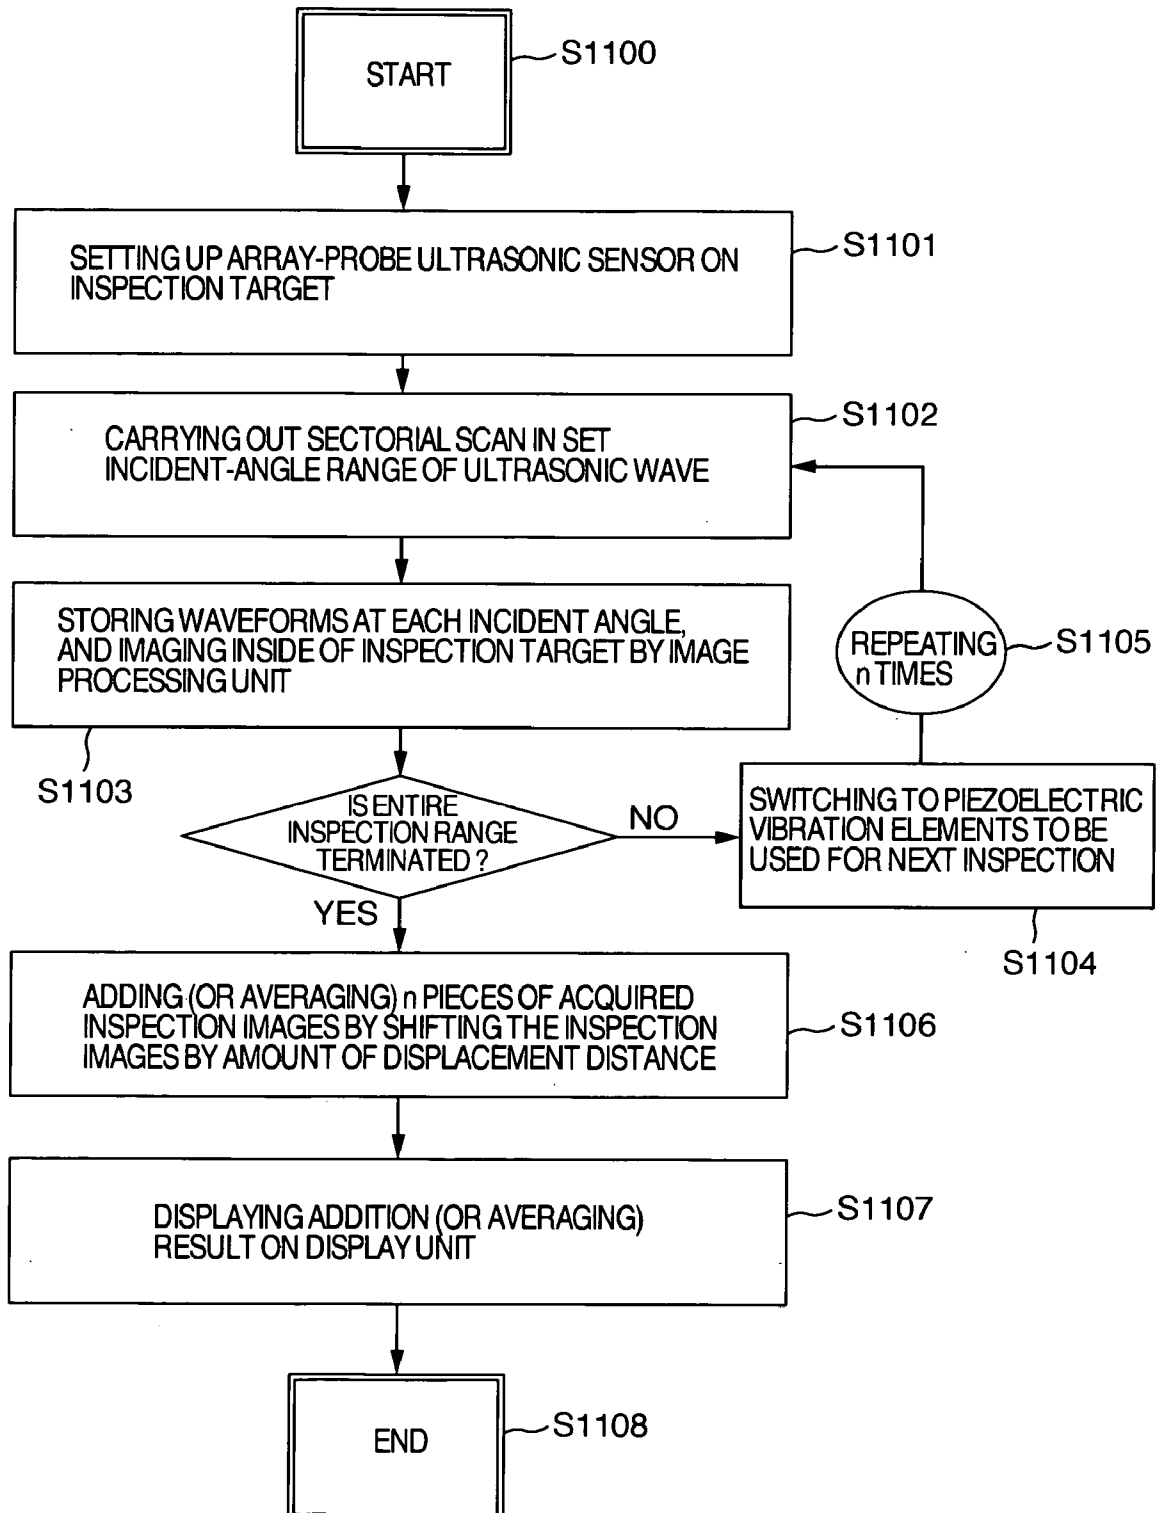 START
S1100
SETTING UP ARRAY-PROBE ULTRASONIC SENSOR ON
INSPECTION TARGET
S1101
CARRYING OUT SECTORIAL SCAN IN SET
INCIDENT-ANGLE RANGE OF ULTRASONIC WAVE
S1102
STORING WAVEFORMS AT EACH INCIDENT ANGLE,
AND IMAGING INSIDE OF INSPECTION TARGET BY IMAGE
PROCESSING UNIT
S1103
REPEATING
n TIMES
S1105
IS ENTIRE
INSPECTION RANGE
TERMINATED ?
NO
YES
SWITCHING TO PIEZOELECTRIC
VIBRATION ELEMENTS TO BE
USED FOR NEXT INSPECTION
S1104
ADDING (OR AVERAGING) n PIECES OF ACQUIRED
INSPECTION IMAGES BY SHIFTING THE INSPECTION
IMAGES BY AMOUNT OF DISPLACEMENT DISTANCE
S1106
DISPLAYING ADDITION (OR AVERAGING)
RESULT ON DISPLAY UNIT
S1107
END
S1108